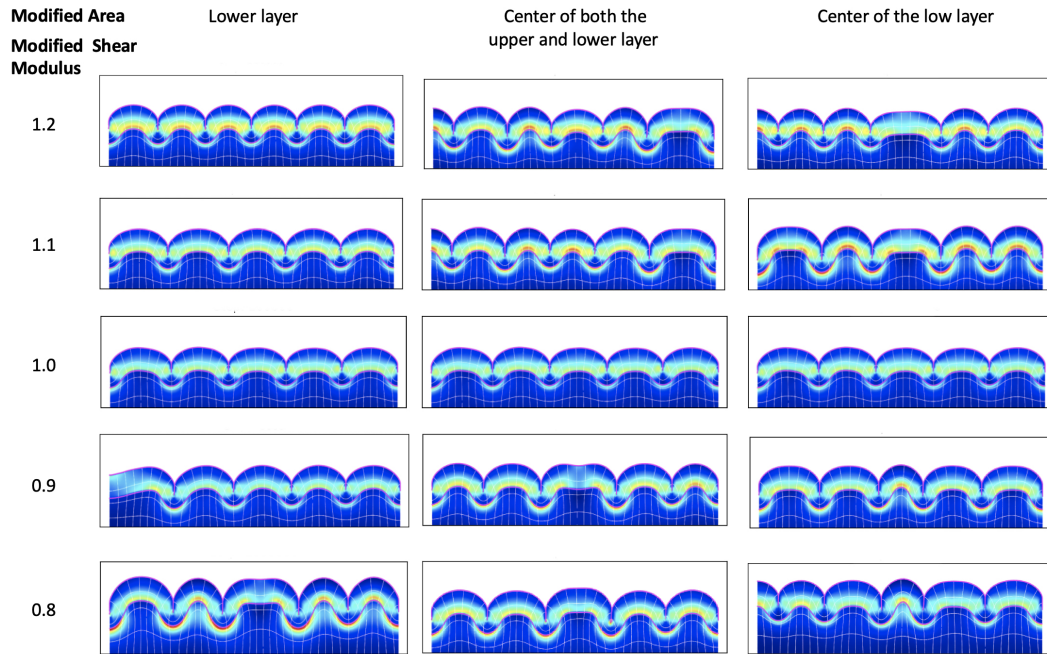 Modified Area
Lower layer
Center of both the
upper and lower layer
Center of the low layer
Modified Shear
Modulus
1.2
1.1
1.0
0.9
0.8